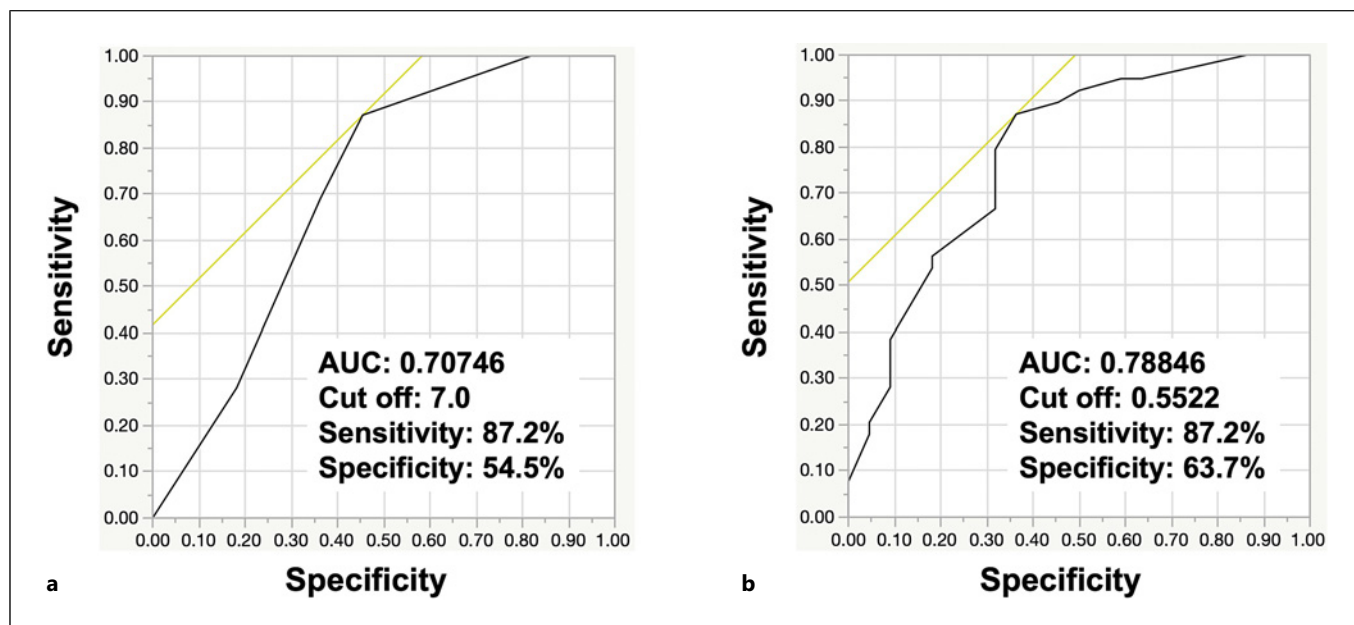 1.00
0.90
0.80
0.70
0.60
0.50
0.40
0.30
0.20
0.10
0.00
Sensitivity
AUC: 0.70746
Cut off: 7.0
Sensitivity: 87.2%
Specificity: 54.5%
0.00 0.10 0.20 0.30 0.40 0.50 0.60 0.70 0.80 0.90 1.00
Specificity
a
1.00
0.90
0.80
0.70
0.60
0.50
0.40
0.30
0.20
0.10
0.00
Sensitivity
AUC: 0.78846
Cut off: 0.5522
Sensitivity: 87.2%
Specificity: 63.7%
0.00 0.10 0.20 0.30 0.40 0.50 0.60 0.70 0.80 0.90 1.00
Specificity
b